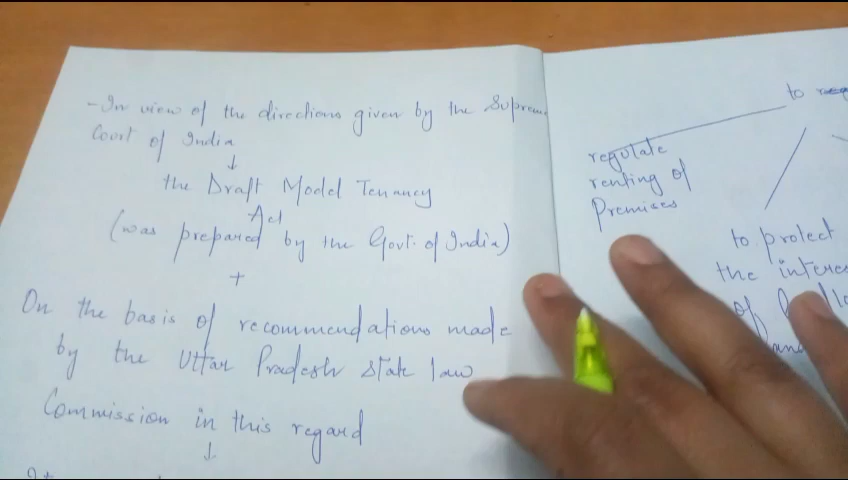 - In view of the directions given by the Supreme
Court of India
↓
the Draft Model Tenancy
Act
(was prepared by the Govt. of India)
+
On the basis of recommendations made
by the Uttar Pradesh State law
Commission in this regard
↓
to
regulate
renting of
Premises
to protect
the interes
of